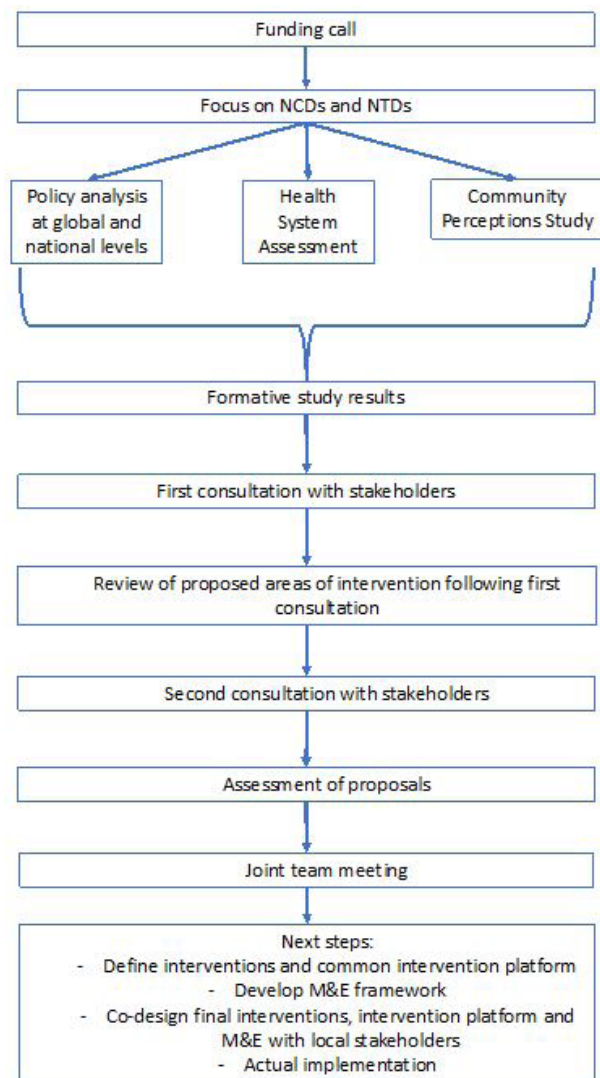 Funding call
Focus on NCDs and NTDs
Policy analysis
at global and
national levels
Health
System
Assessment
Community
Perceptions Study
Formative study results
First consultation with stakeholders
Review of proposed areas of intervention following first
consultation
Second consultation with stakeholders
Assessment of proposals
Joint team meeting
Next steps:
- Define interventions and common intervention platform
- Develop M&E framework
- Co-design final interventions, intervention platform and
M&E with local stakeholders
- Actual implementation